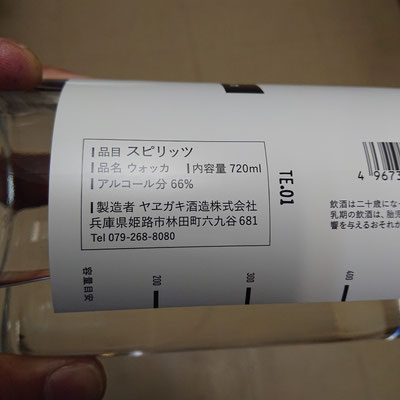 品目 スピリッツ
品名 ウォッカ 内容量 720ml
アルコール分 66%
製造者 ヤヱガキ酒造株式会社
兵庫県姫路市林田町六九谷 681
Tel 079-268-8080
TE.01
4 9673
飲酒は二十歳にな
乳期の飲酒は、胎児
響を与えるおそれか
容量目安
200
300